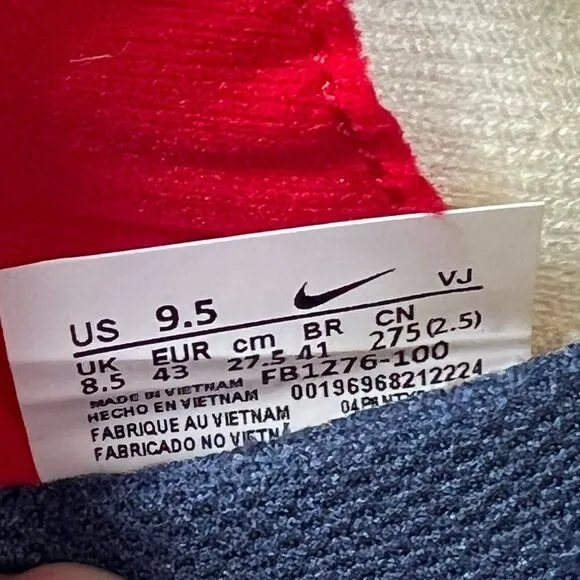 VJ
US 9.5
UK EUR cm BR CN
8.5 43 27.5 41 275(2.5)
MADE IN VIETNAM FB1276-100
HECHO EN VIETNAM 00196968212224
FABRIQUE AU VIETNAM
FABRICADO NO VIETNA